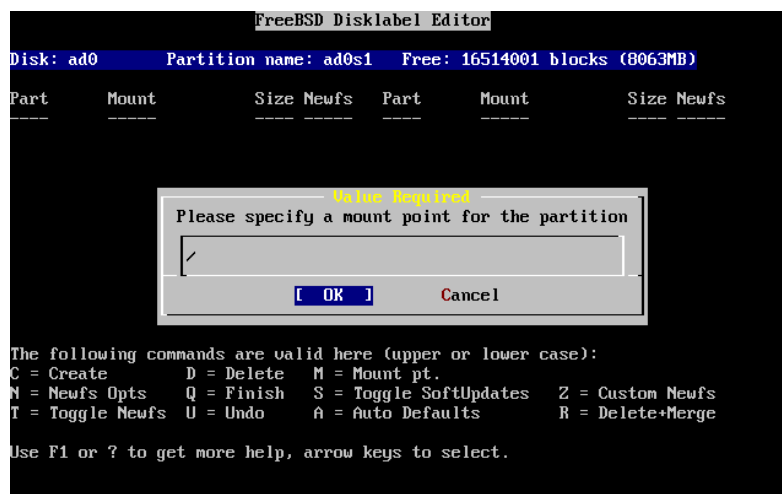 FreeBSD Disklabel Editor
Disk: ad0 Partition name: ad0s1 Free: 16514001 blocks (8063MB)
Part Mount Size Newfs Part Mount Size Newfs
---- ----- ---- ----- ---- ----- ---- -----
Value Required
Please specify a mount point for the partition
/
[ OK ] Cancel
The following commands are valid here (upper or lower case):
C = Create D = Delete M = Mount pt.
N = Newfs Opts Q = Finish S = Toggle SoftUpdates Z = Custom Newfs
T = Toggle Newfs U = Undo A = Auto Defaults R = Delete+Merge
Use F1 or ? to get more help, arrow keys to select.